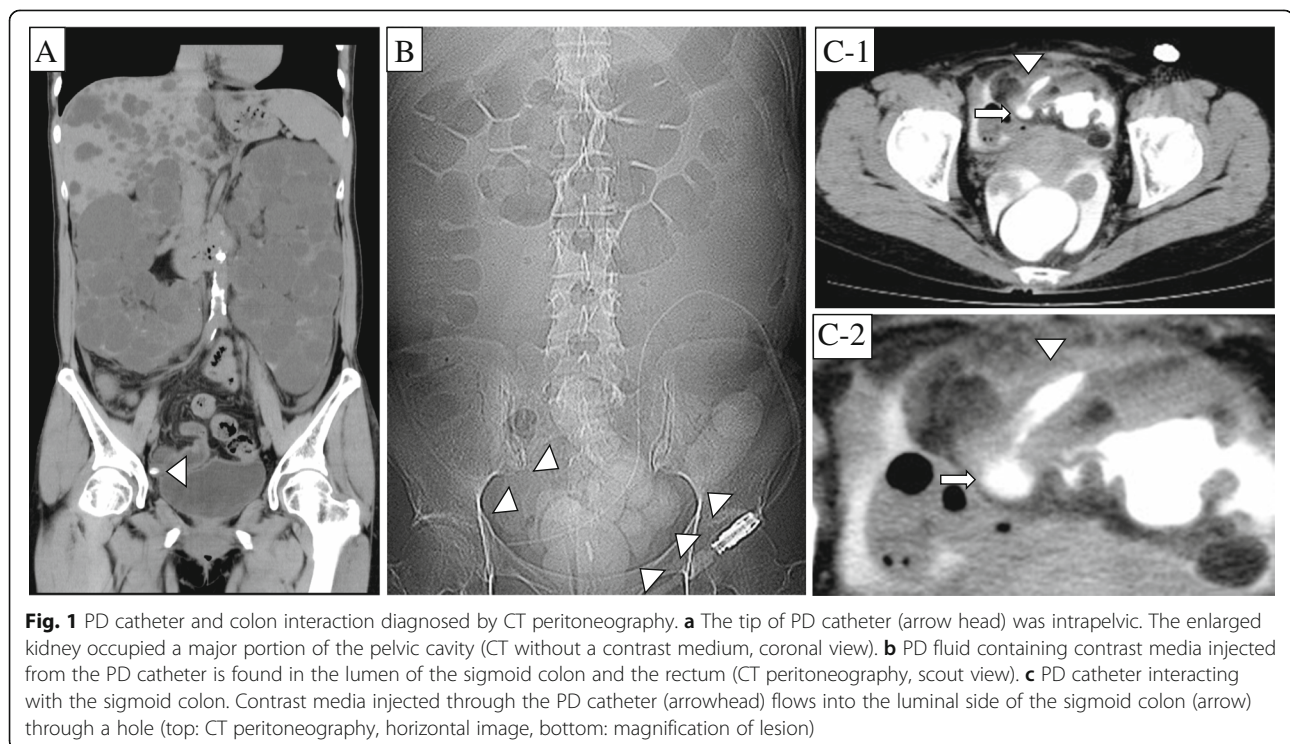 A
B
C-1
C-2
Fig. 1 PD catheter and colon interaction diagnosed by CT peritoneography. a The tip of PD catheter (arrow head) was intrapelvic. The enlarged
kidney occupied a major portion of the pelvic cavity (CT without a contrast medium, coronal view). b PD fluid containing contrast media injected
from the PD catheter is found in the lumen of the sigmoid colon and the rectum (CT peritoneography, scout view). c PD catheter interacting
with the sigmoid colon. Contrast media injected through the PD catheter (arrowhead) flows into the luminal side of the sigmoid colon (arrow)
through a hole (top: CT peritoneography, horizontal image, bottom: magnification of lesion)